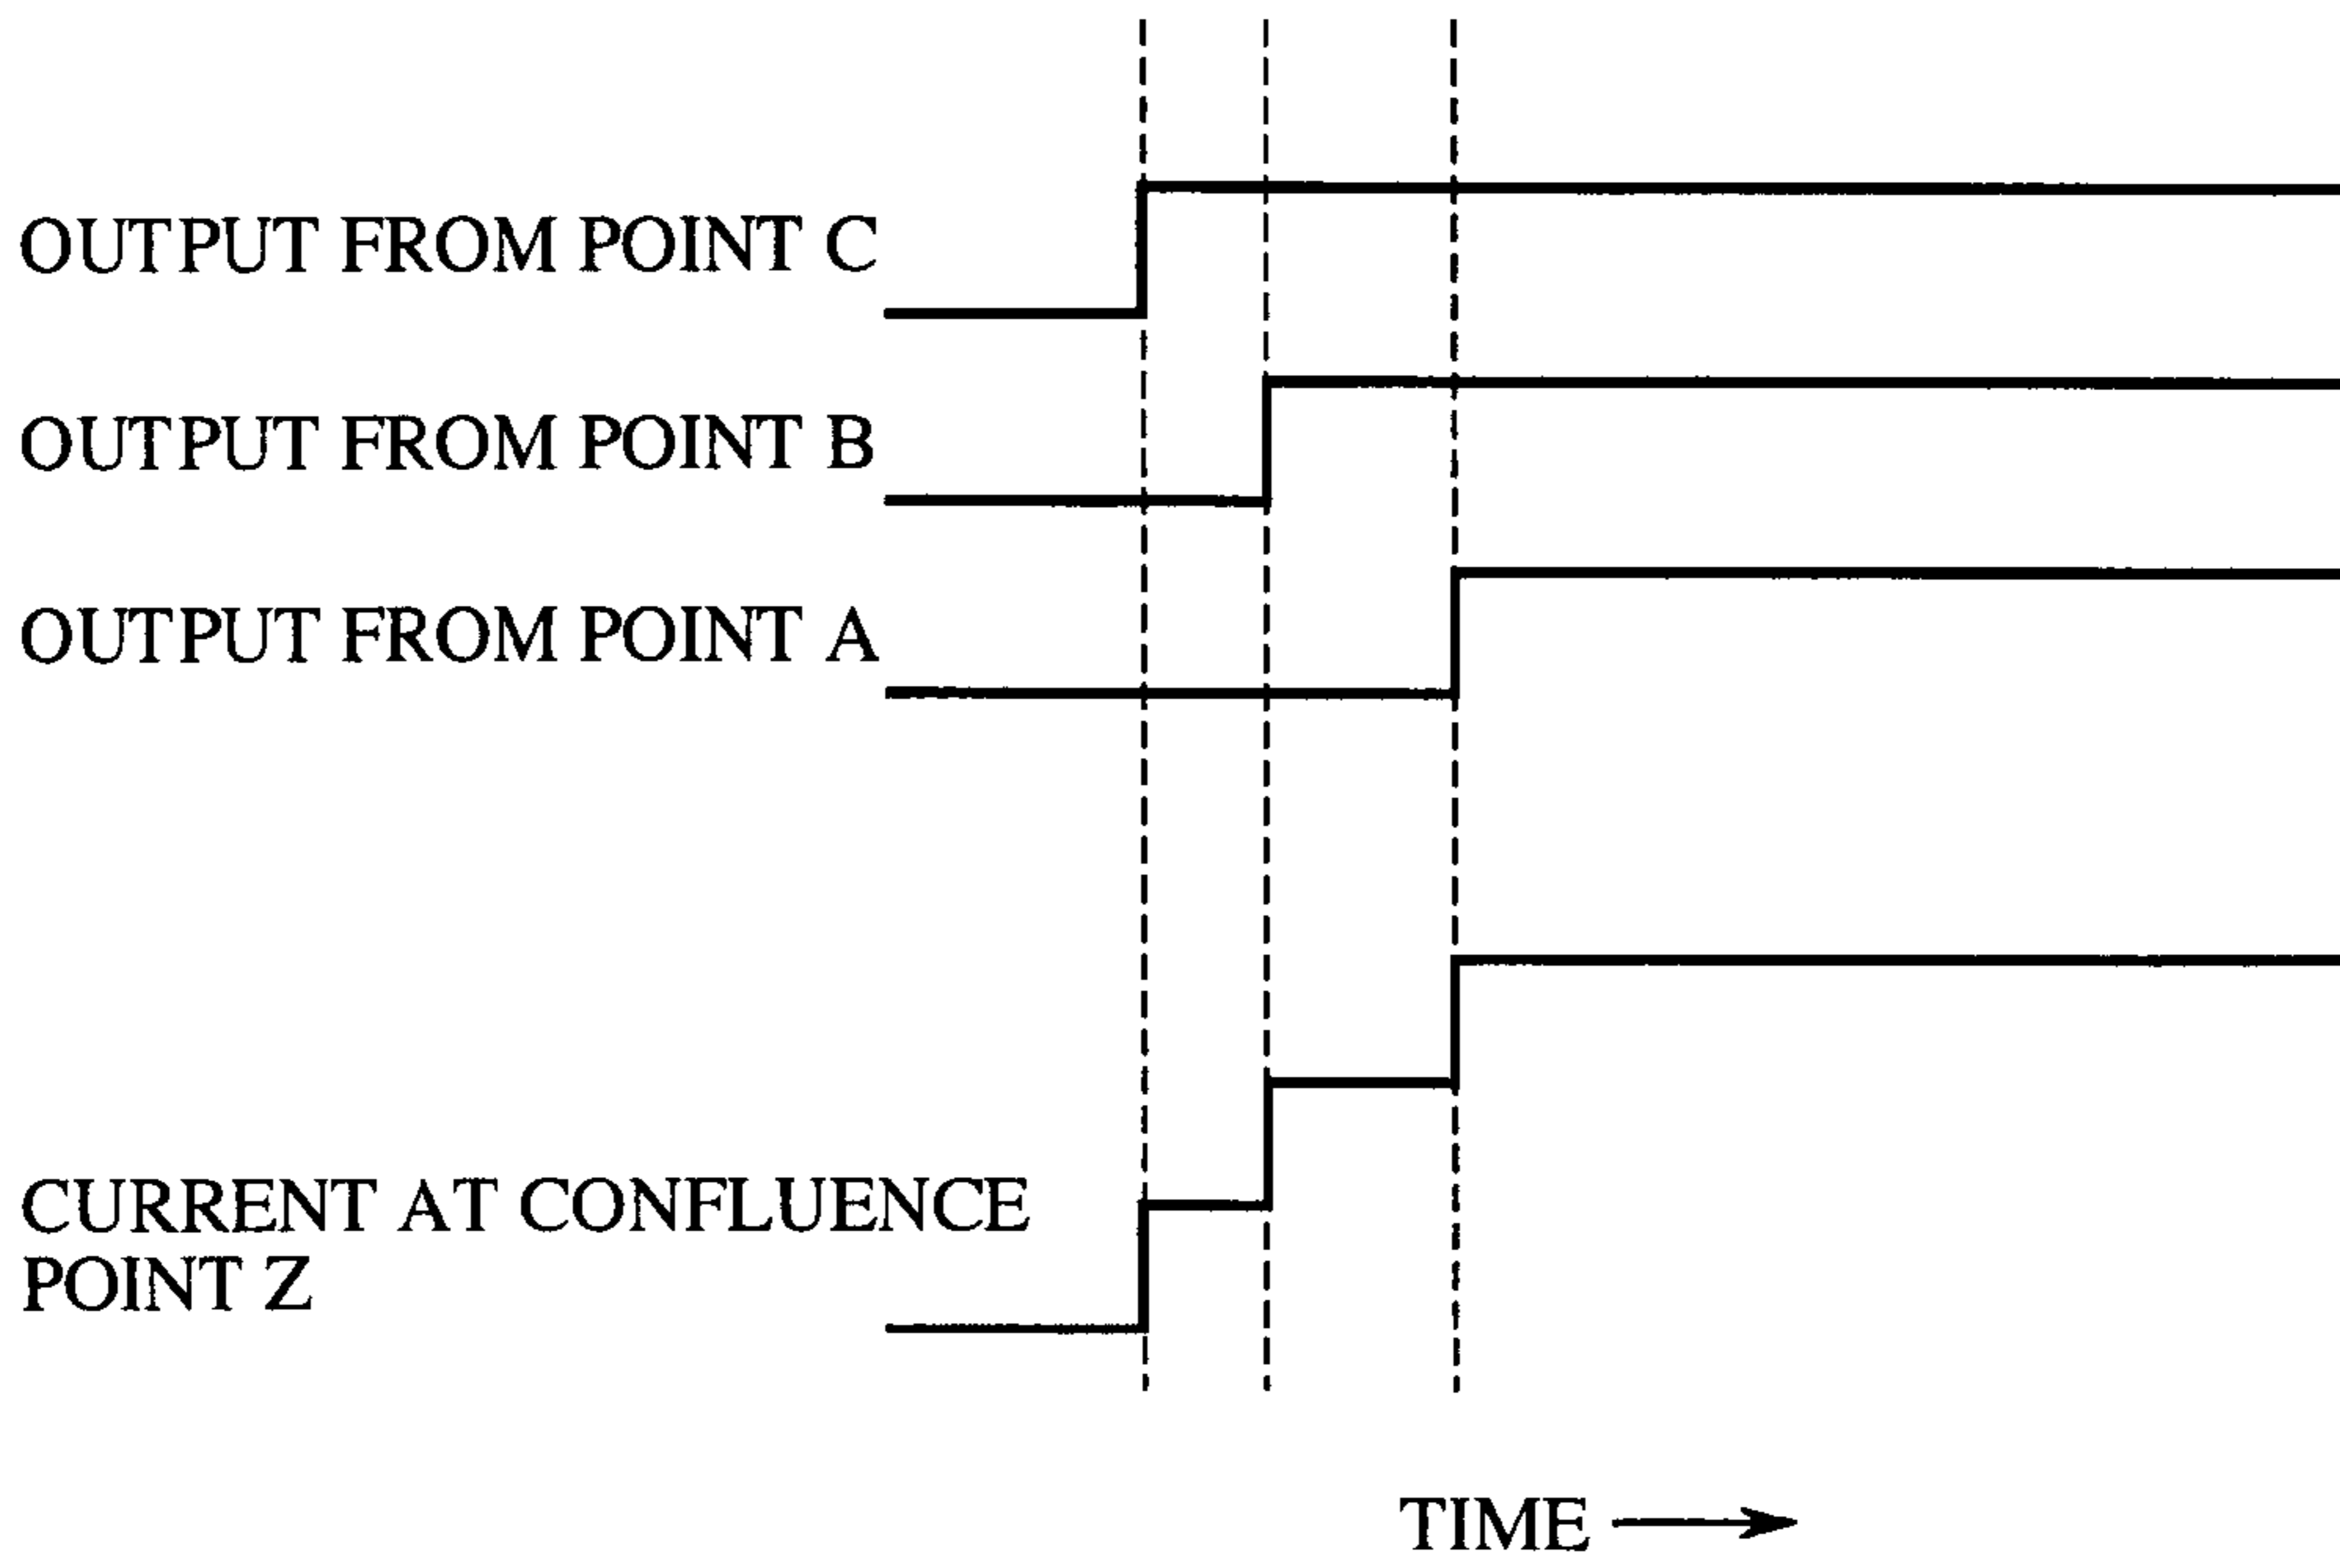 OUTPUT FROM POINT C
OUTPUT FROM POINT B
OUTPUT FROM POINT A
CURRENT AT CONFLUENCE
POINT Z
TIME